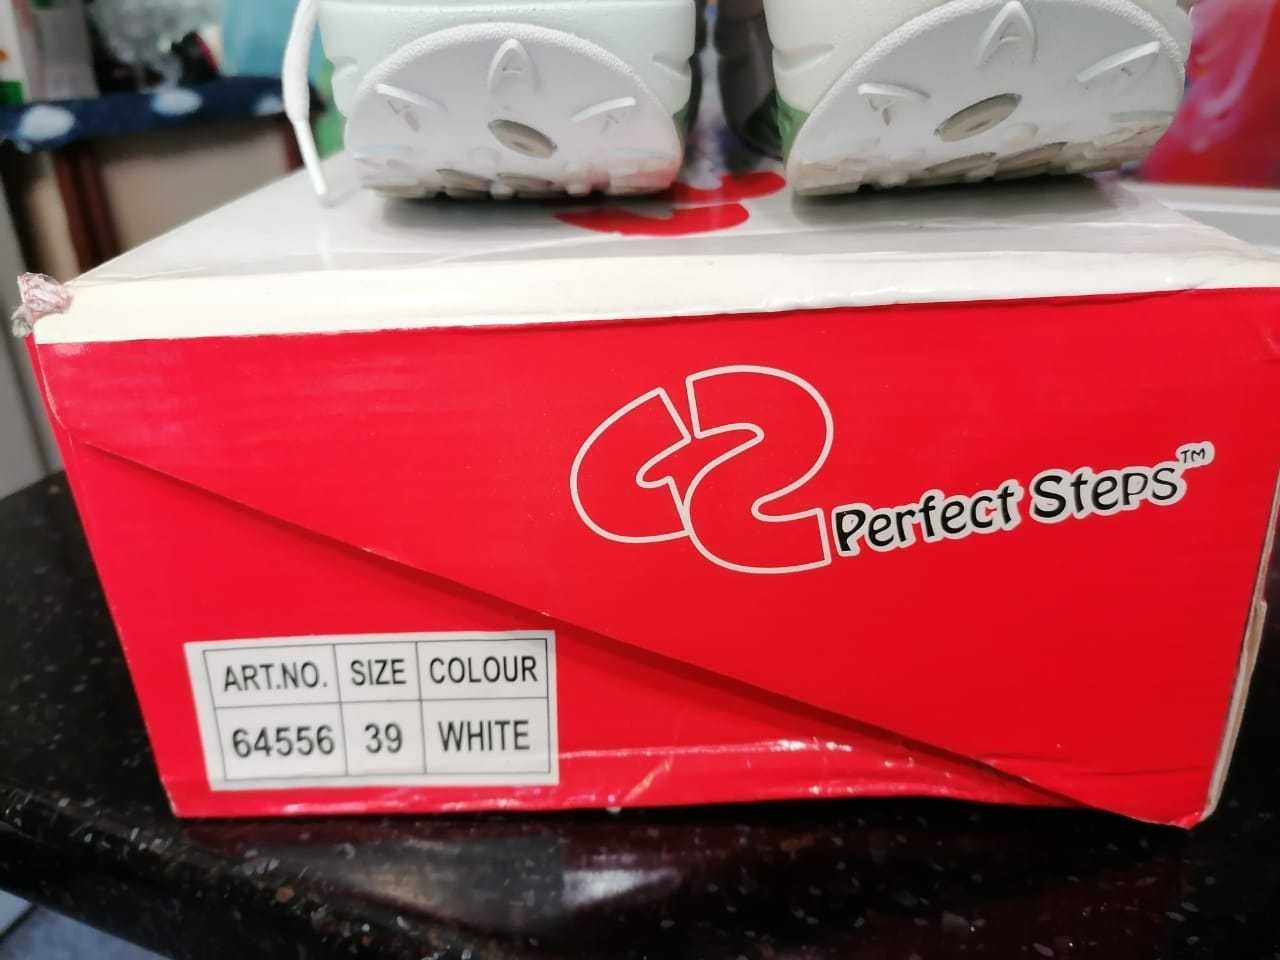 Perfect Steps™
ART.NO. SIZE COLOUR
64556 39 WHITE